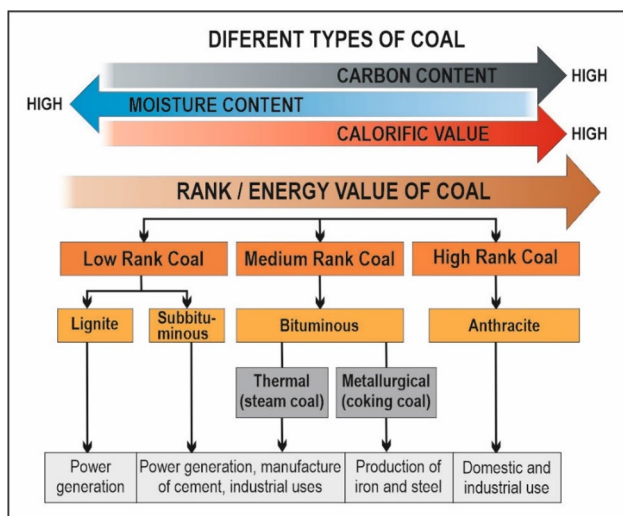 DIFERENT TYPES OF COAL
CARBON CONTENT
HIGH
HIGH
MOISTURE CONTENT
CALORIFIC VALUE
HIGH
RANK / ENERGY VALUE OF COAL
Low Rank Coal
Medium Rank Coal
High Rank Coal
Lignite
Subbitu-
minous
Bituminous
Anthracite
Thermal
(steam coal)
Metallurgical
(coking coal)
Power
generation
Power generation, manufacture
of cement, industrial uses
Production of
iron and steel
Domestic and
industrial use